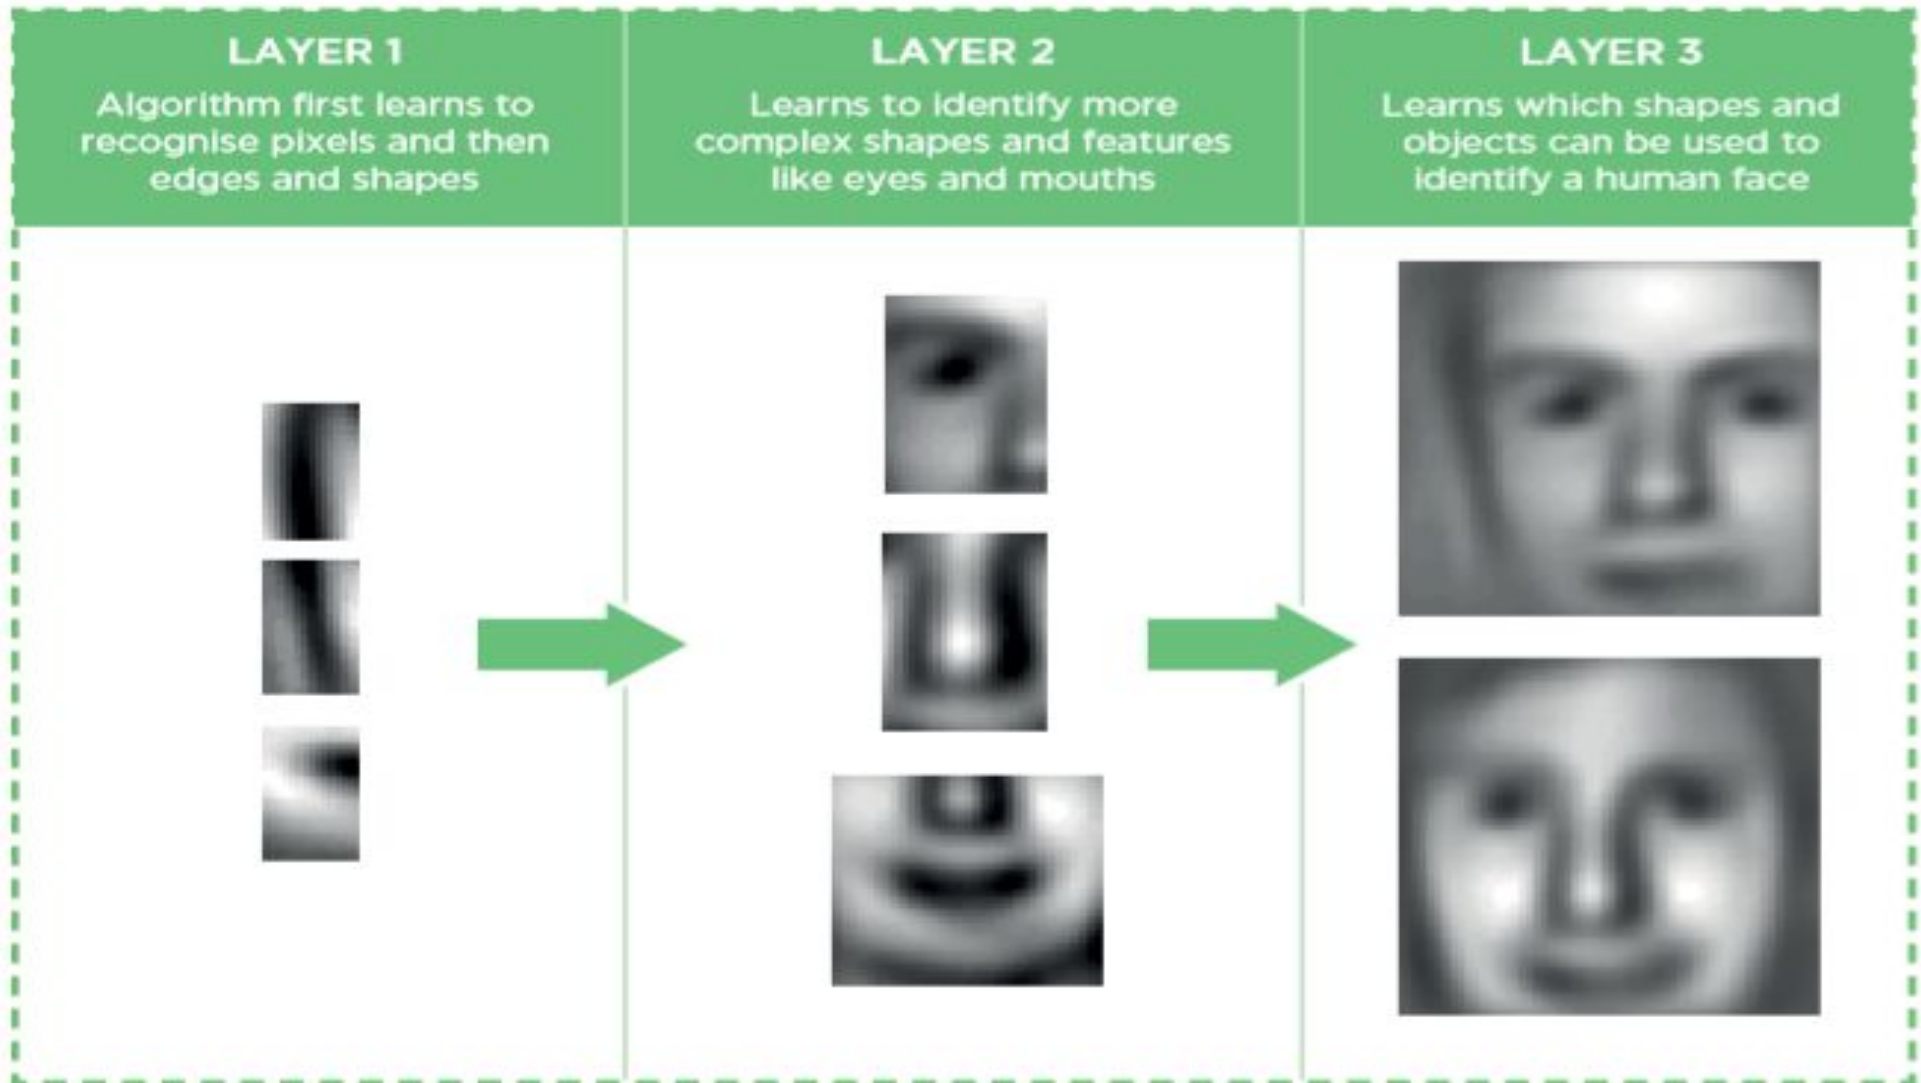 LAYER 1
Algorithm first learns to
recognise pixels and then
edges and shapes
LAYER 2
Learns to identify more
complex shapes and features
like eyes and mouths
LAYER 3
Learns which shapes and
objects can be used to
identify a human face